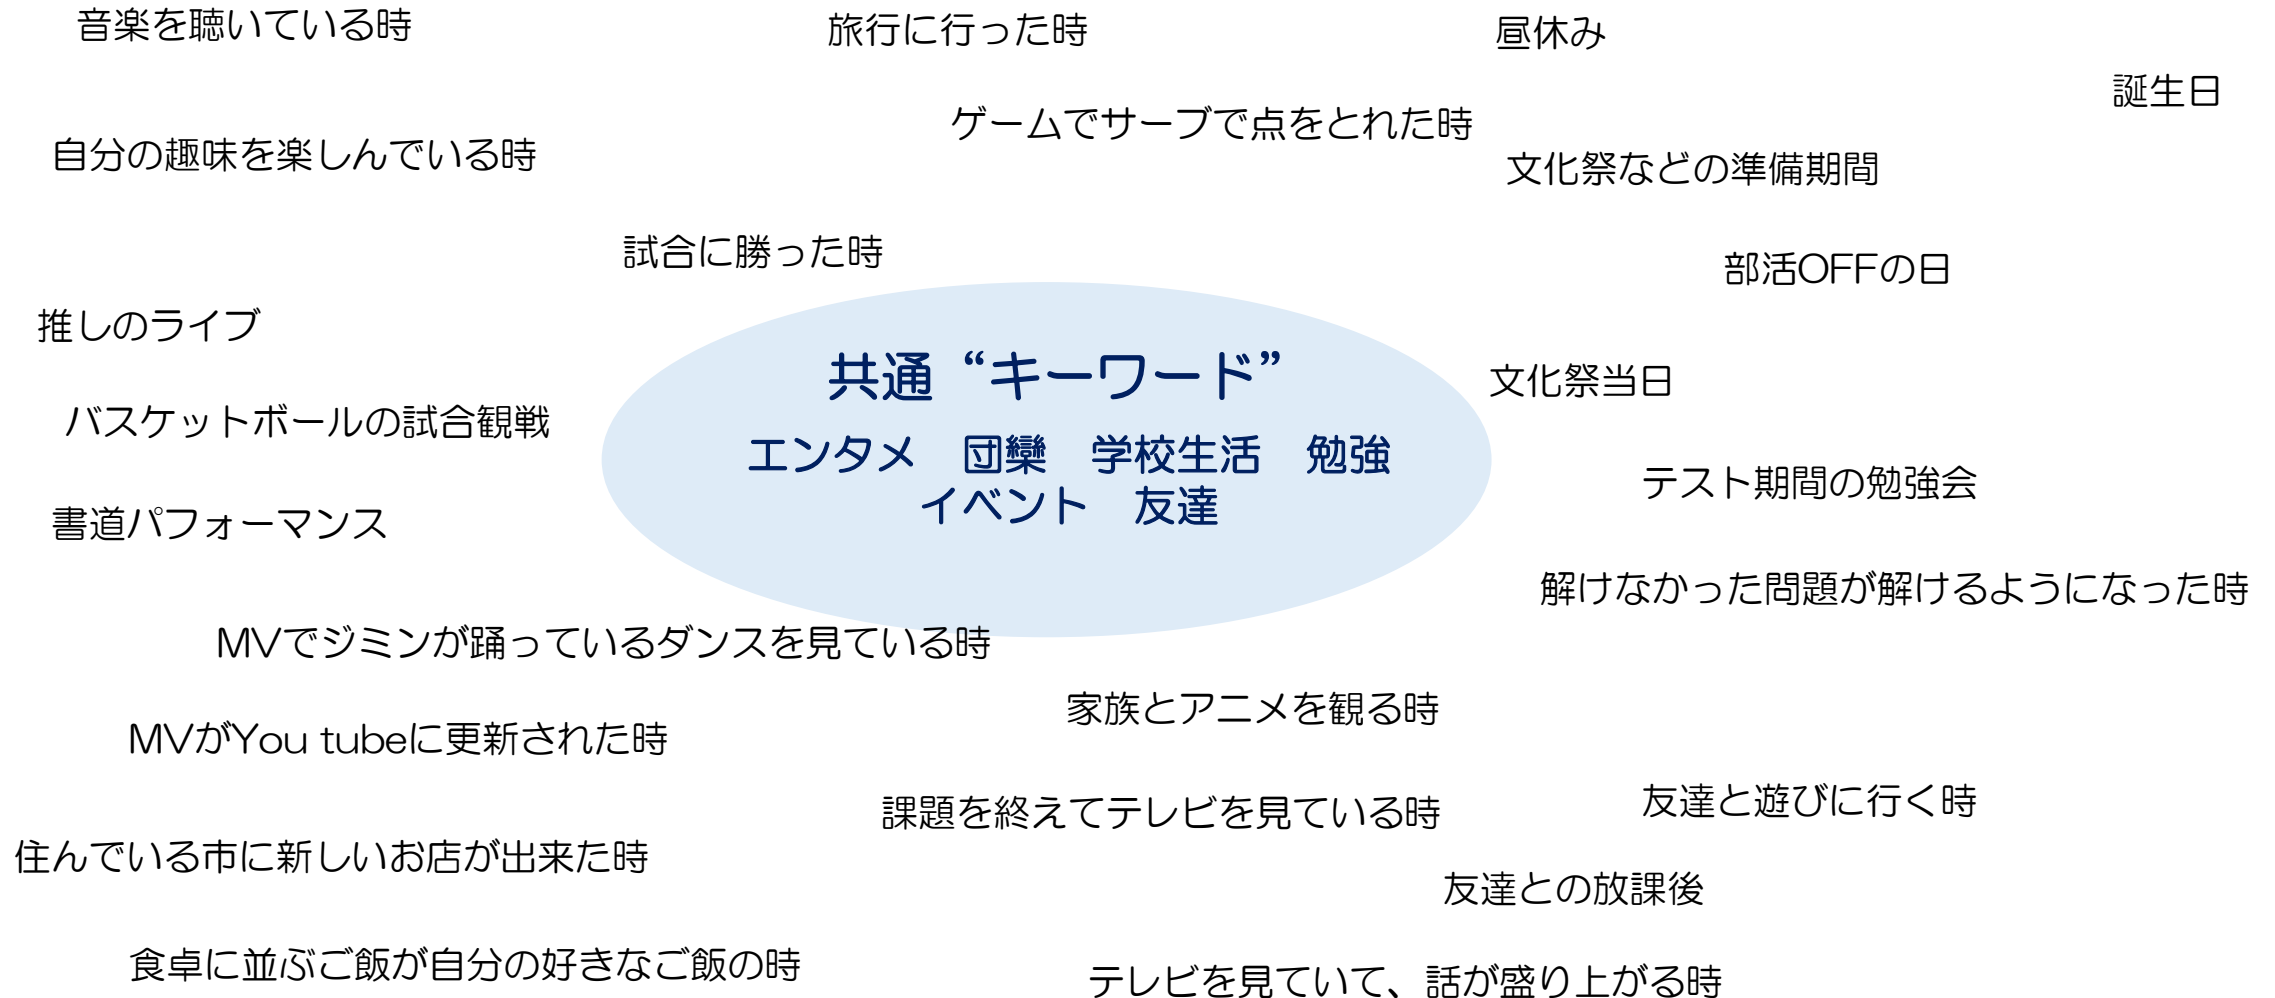 音楽を聴いている時
旅行に行った時
昼休み
誕生日
ゲームでサーブで点をとれた時
自分の趣味を楽しんでいる時
文化祭などの準備期間
試合に勝った時
部活OFFの日
推しのライブ
共通“キーワード”
文化祭当日
バスケットボールの試合観戦
エンタメ　団欒　学校生活　勉強
イベント　友達
テスト期間の勉強会
書道パフォーマンス
解けなかった問題が解けるようになった時
MVでジミンが踊っているダンスを見ている時
家族とアニメを観る時
MVがYou tubeに更新された時
友達と遊びに行く時
課題を終えてテレビを見ている時
住んでいる市に新しいお店が出来た時
友達との放課後
食卓に並ぶご飯が自分の好きなご飯の時
テレビを見ていて、話が盛り上がる時